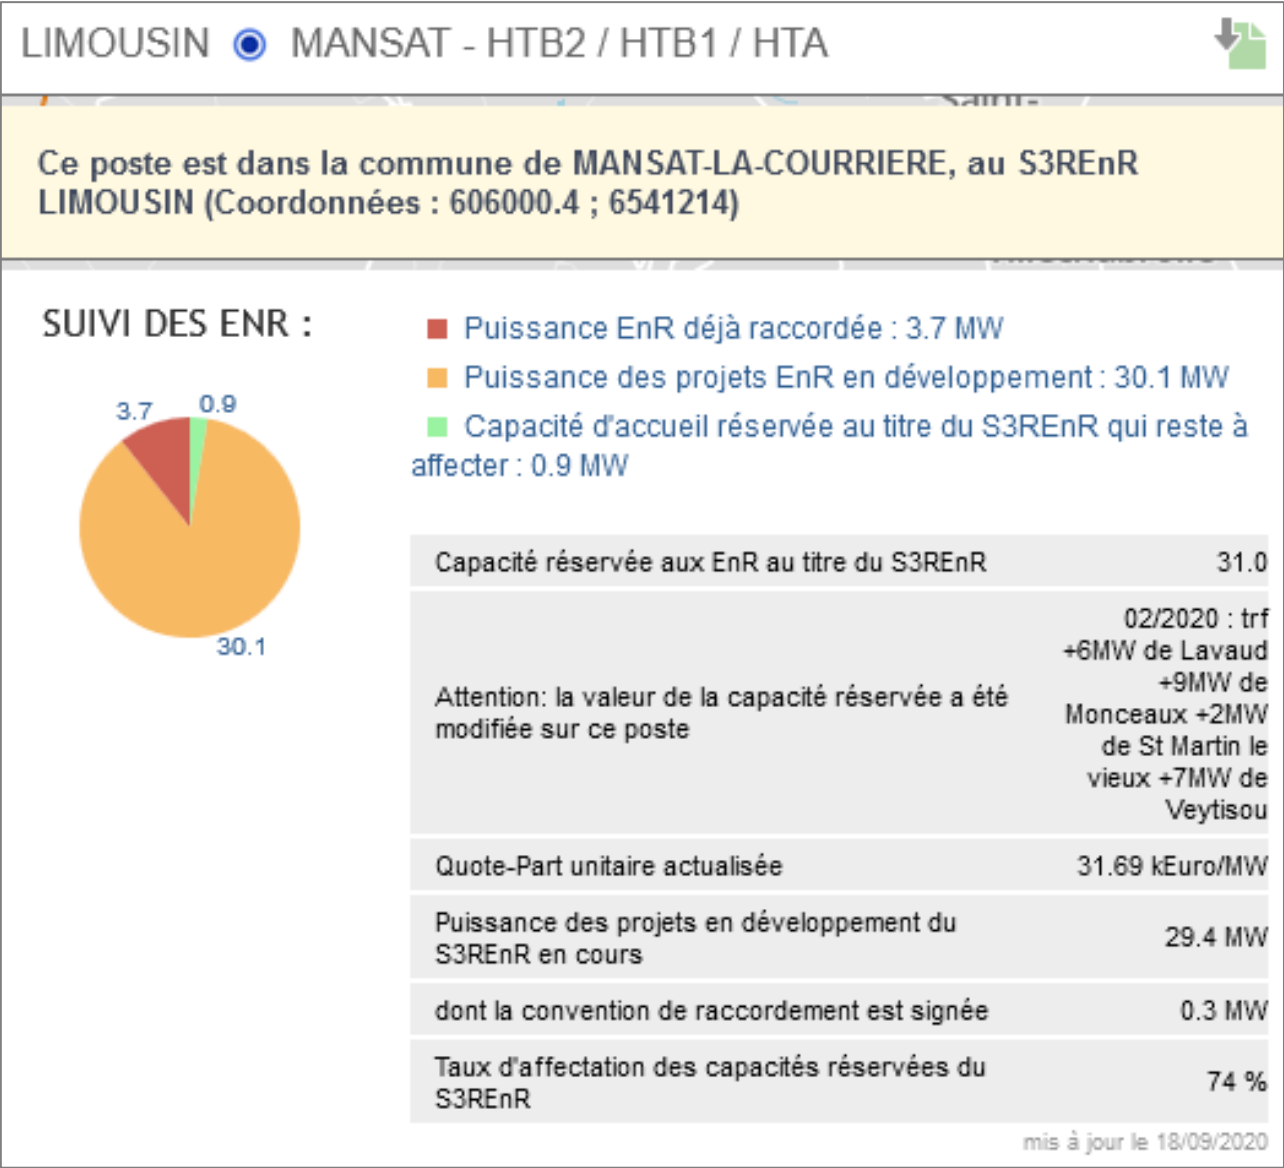 LIMOUSIN MANSAT - HTB2 / HTB1 / HTA
Saint-
Ce poste est dans la commune de MANSAT-LA-COURRIERE, au S3REnR
LIMOUSIN (Coordonnées : 606000.4 ; 6541214)
SUIVI DES ENR :
Puissance EnR déjà raccordée : 3.7 MW
Puissance des projets EnR en développement : 30.1 MW
Capacité d'accueil réservée au titre du S3REnR qui reste à
affecter : 0.9 MW
3.7
0.9
30.1
Capacité réservée aux EnR au titre du S3REnR 31.0
Attention: la valeur de la capacité réservée a été
modifiée sur ce poste
02/2020 : trf
+6MW de Lavaud
+9MW de
Monceaux +2MW
de St Martin le
vieux +7MW de
Veytisou
Quote-Part unitaire actualisée 31.69 kEuro/MW
Puissance des projets en développement du
S3REnR en cours
29.4 MW
dont la convention de raccordement est signée 0.3 MW
Taux d'affectation des capacités réservées du
S3REnR
74 %
mis à jour le 18/09/2020